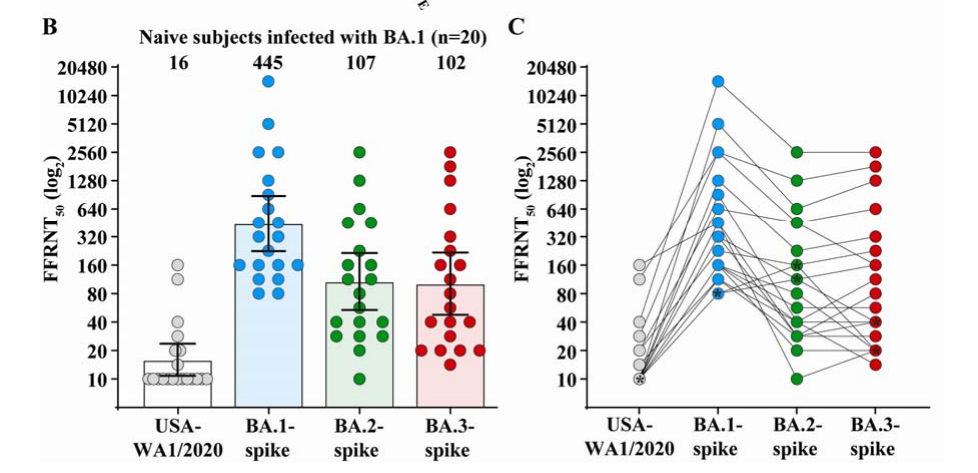 E
B
Naive subjects infected with BA.1 (n=20)
C
16 445 107 102
FFRNT50 (log2)
20480
10240
5120
2560
1280
640
320
160
80
40
20
10
USA-WA1/2020
BA.1-spike
BA.2-spike
BA.3-spike
FFRNT50 (log2)
20480
10240
5120
2560
1280
640
320
160
80
40
20
10
USA-WA1/2020
BA.1-spike
BA.2-spike
BA.3-spike